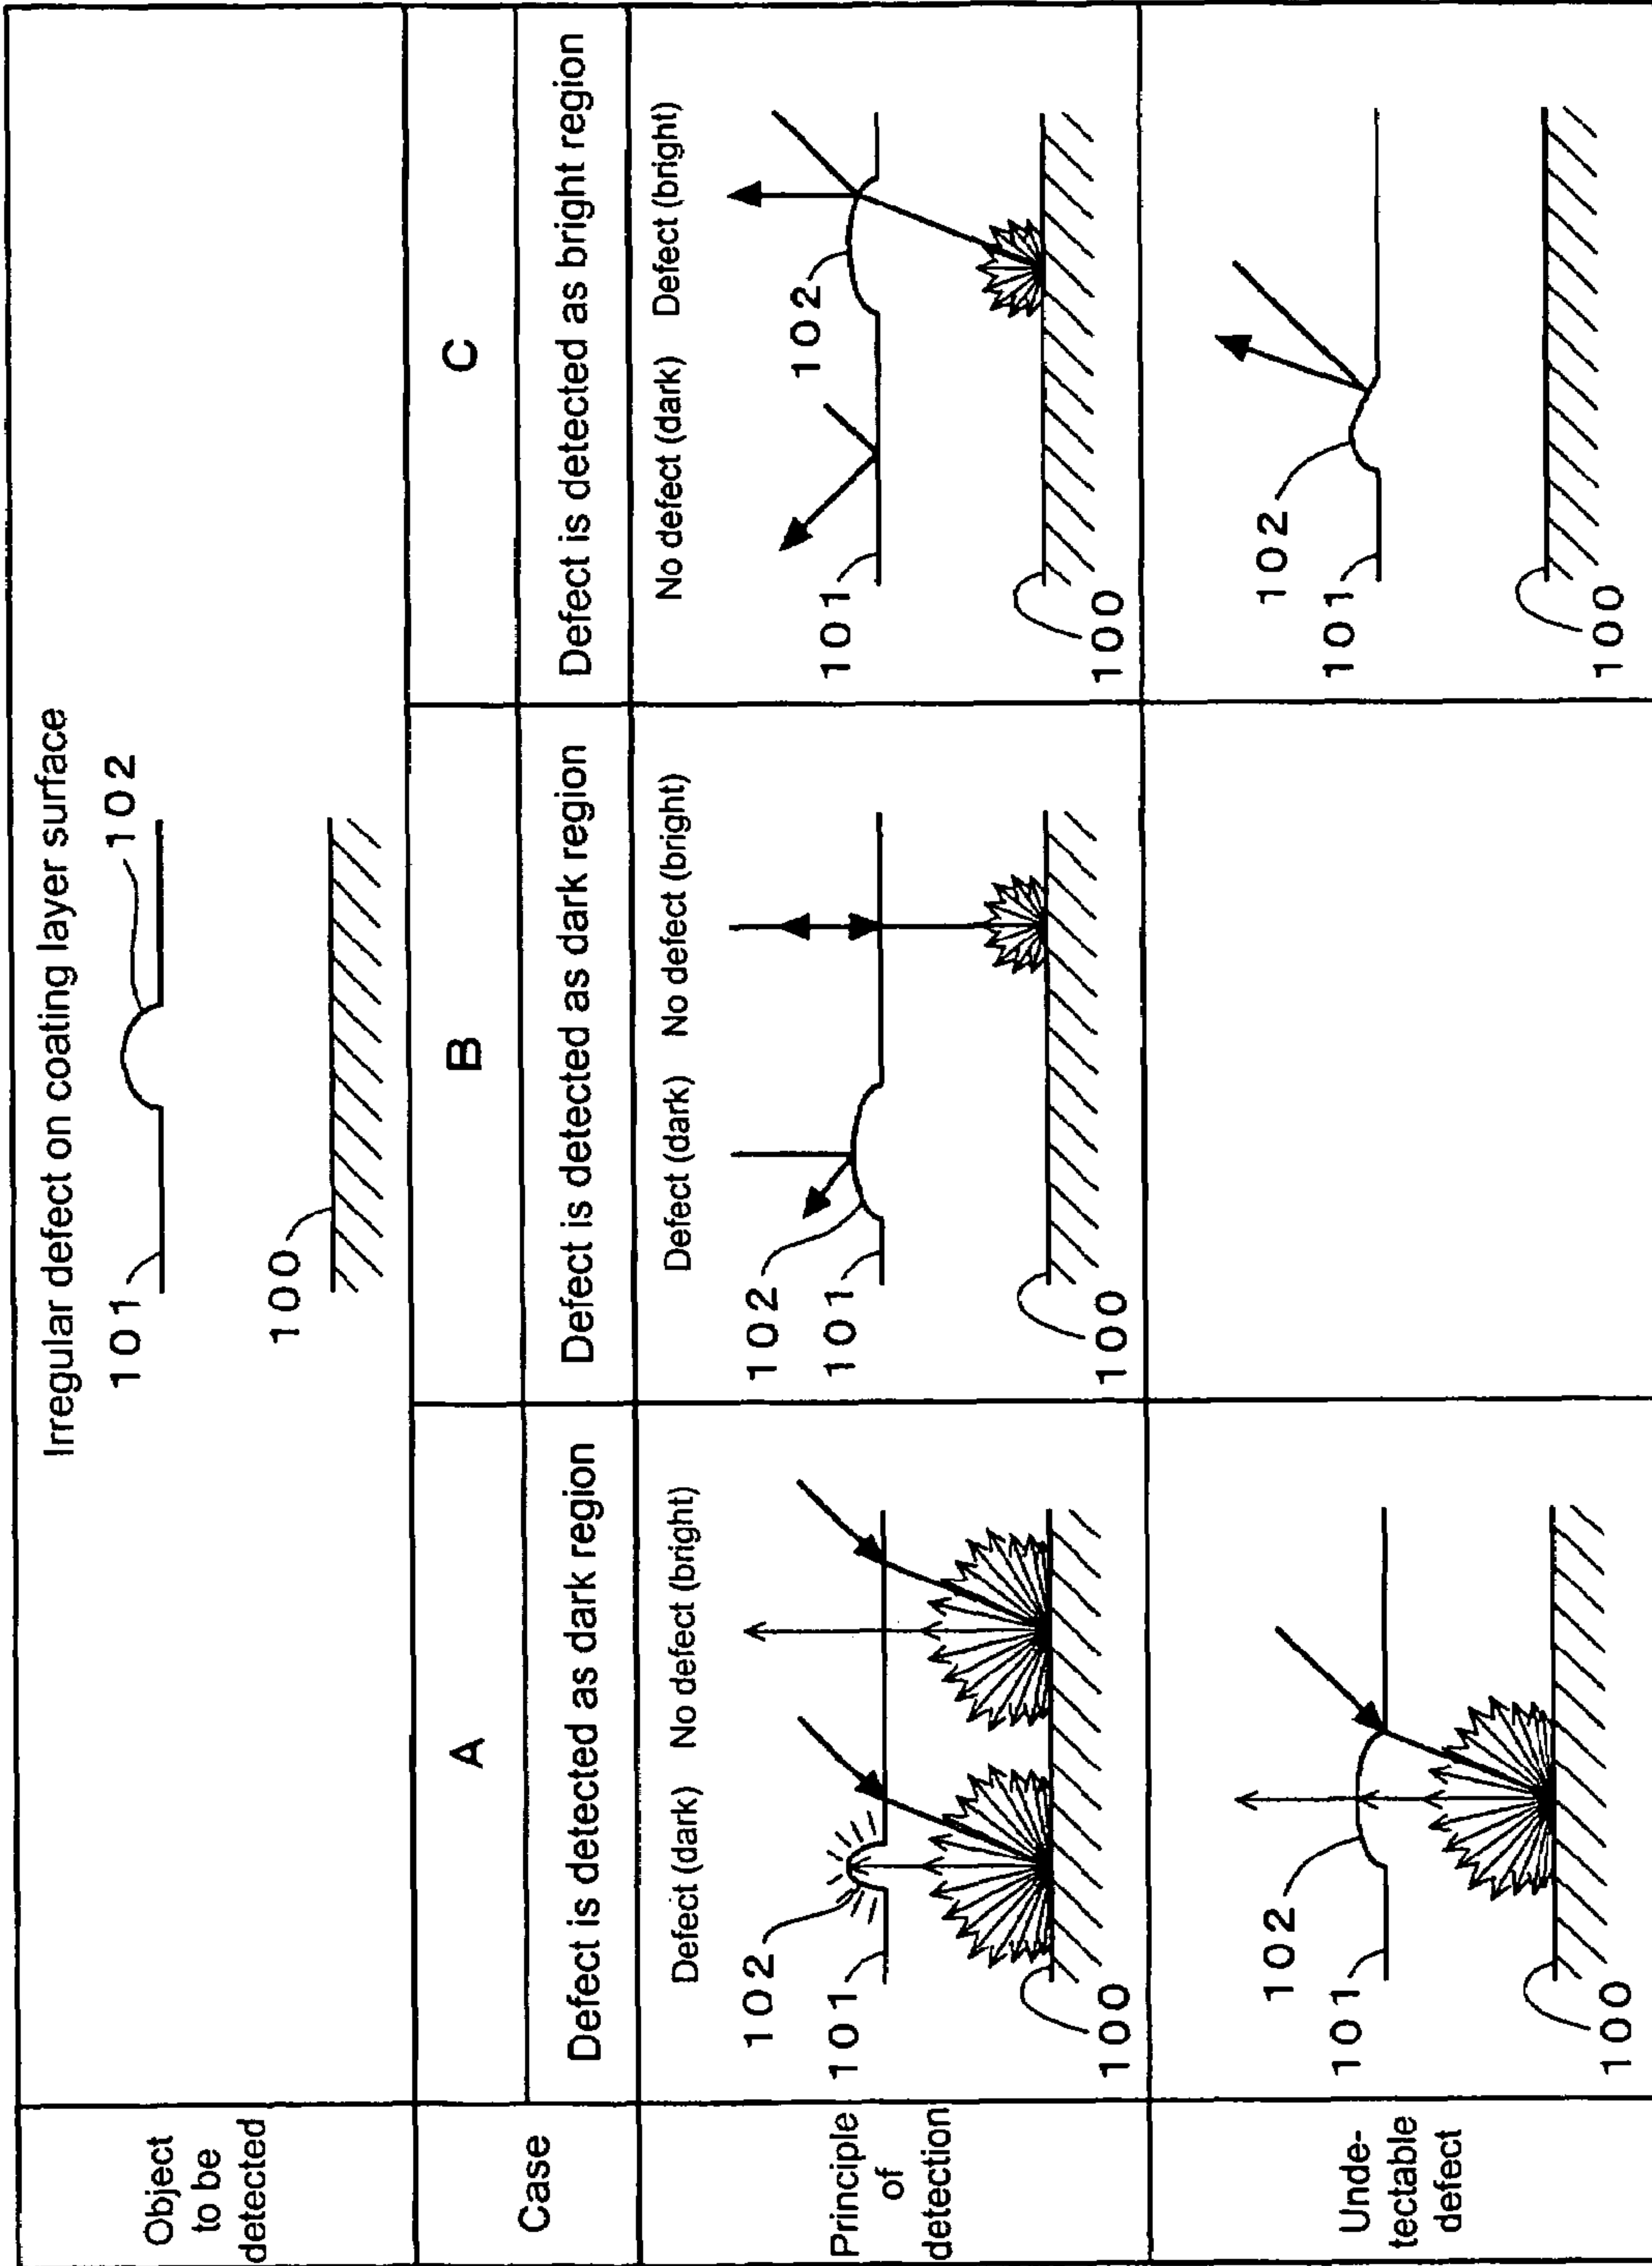 Object
to be
detected
Irregular defect on coating layer surface
101
102
100
Case
A
B
C
Defect is detected as dark region
Defect is detected as dark region
Defect is detected as bright region
Principle
of
detection
Defect (dark) No defect (bright)
102
101
100
Defect (dark) No defect (bright)
102
101
100
No defect (dark) Defect (bright)
102
101
100
Unde-
tectable
defect
102
101
100
102
101
100